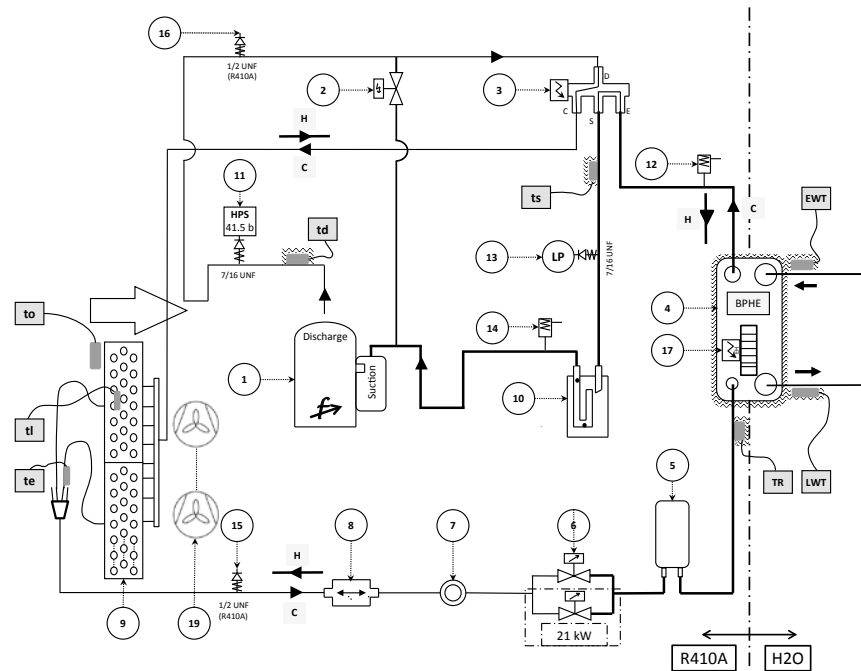 16
1/2 UNF
(R410A)
2
3
D
C
S
E
H
C
12
11
HPS
41.5 b
td
ts
H
C
EWT
7/16 UNF
13
LP
7/16 UNF
to
4
BPHE
14
Discharge
17
1
Suction
f
10
tl
te
TR
LWT
5
15
8
7
6
H
1/2 UNF
(R410A)
C
9
19
21 kW
R410A
H2O